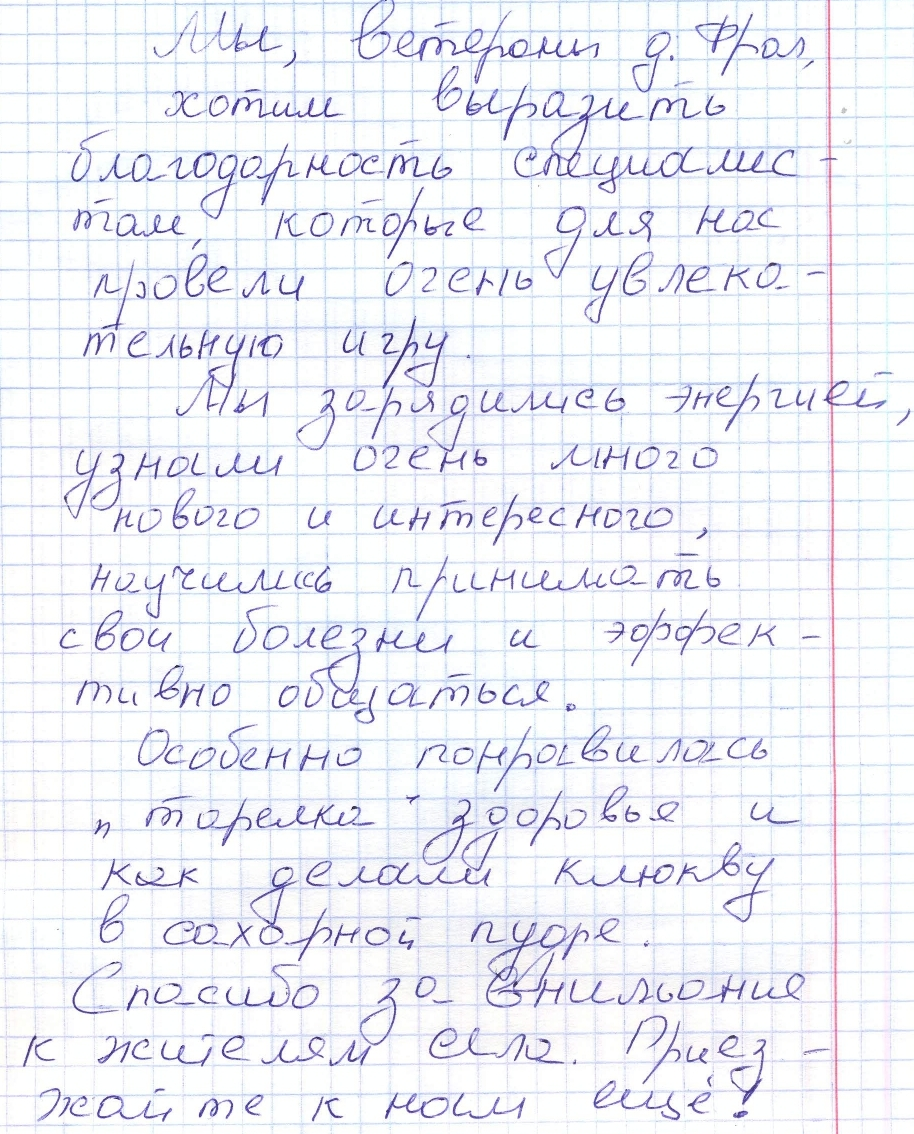 Мы, ветераны д. Фрол,
хотим выразить
благодарность специалис-
там, которые для нас
провели очень увлека-
тельную игру.
Мы зарядились энергией,
узнали очень много
нового и интересного,
научились принимать
свои болезни и эффек-
тивно общаться.
Особенно понравилась
„тарелка" здоровья и
как делали клюкву
в сахарной пудре.
Спасибо за внимание
к жителям села. Приез-
жайте к нам ещё!